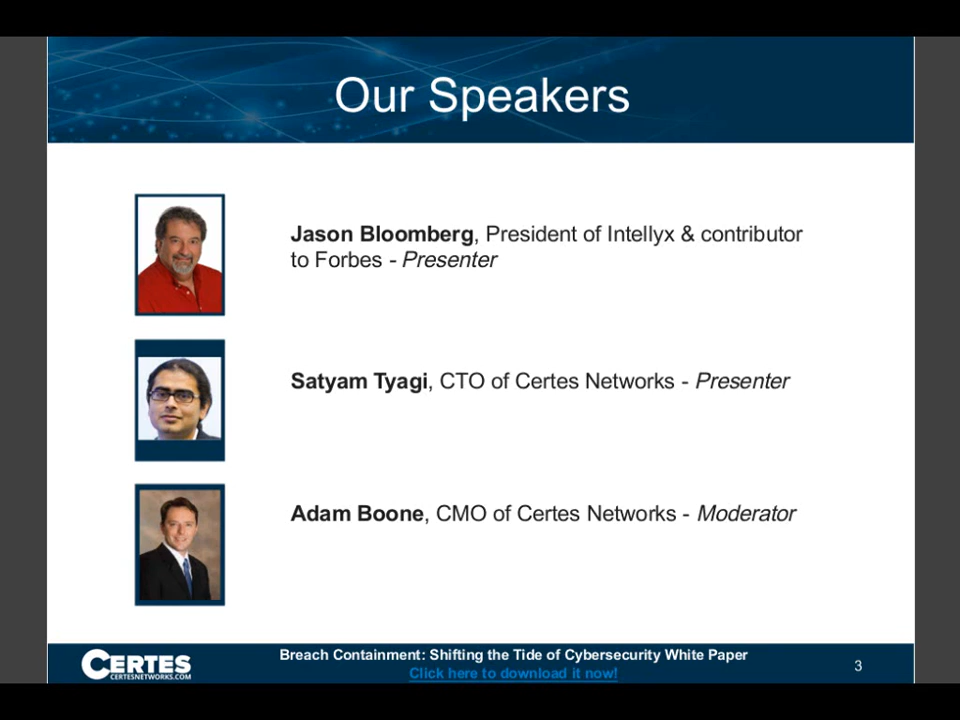 Our Speakers
Jason Bloomberg, President of Intellyx & contributor
to Forbes - Presenter
Satyam Tyagi, CTO of Certes Networks - Presenter
Adam Boone, CMO of Certes Networks - Moderator
CERTES
CERTESNETWORKS.COM
Breach Containment: Shifting the Tide of Cybersecurity White Paper
Click here to download it now!
3